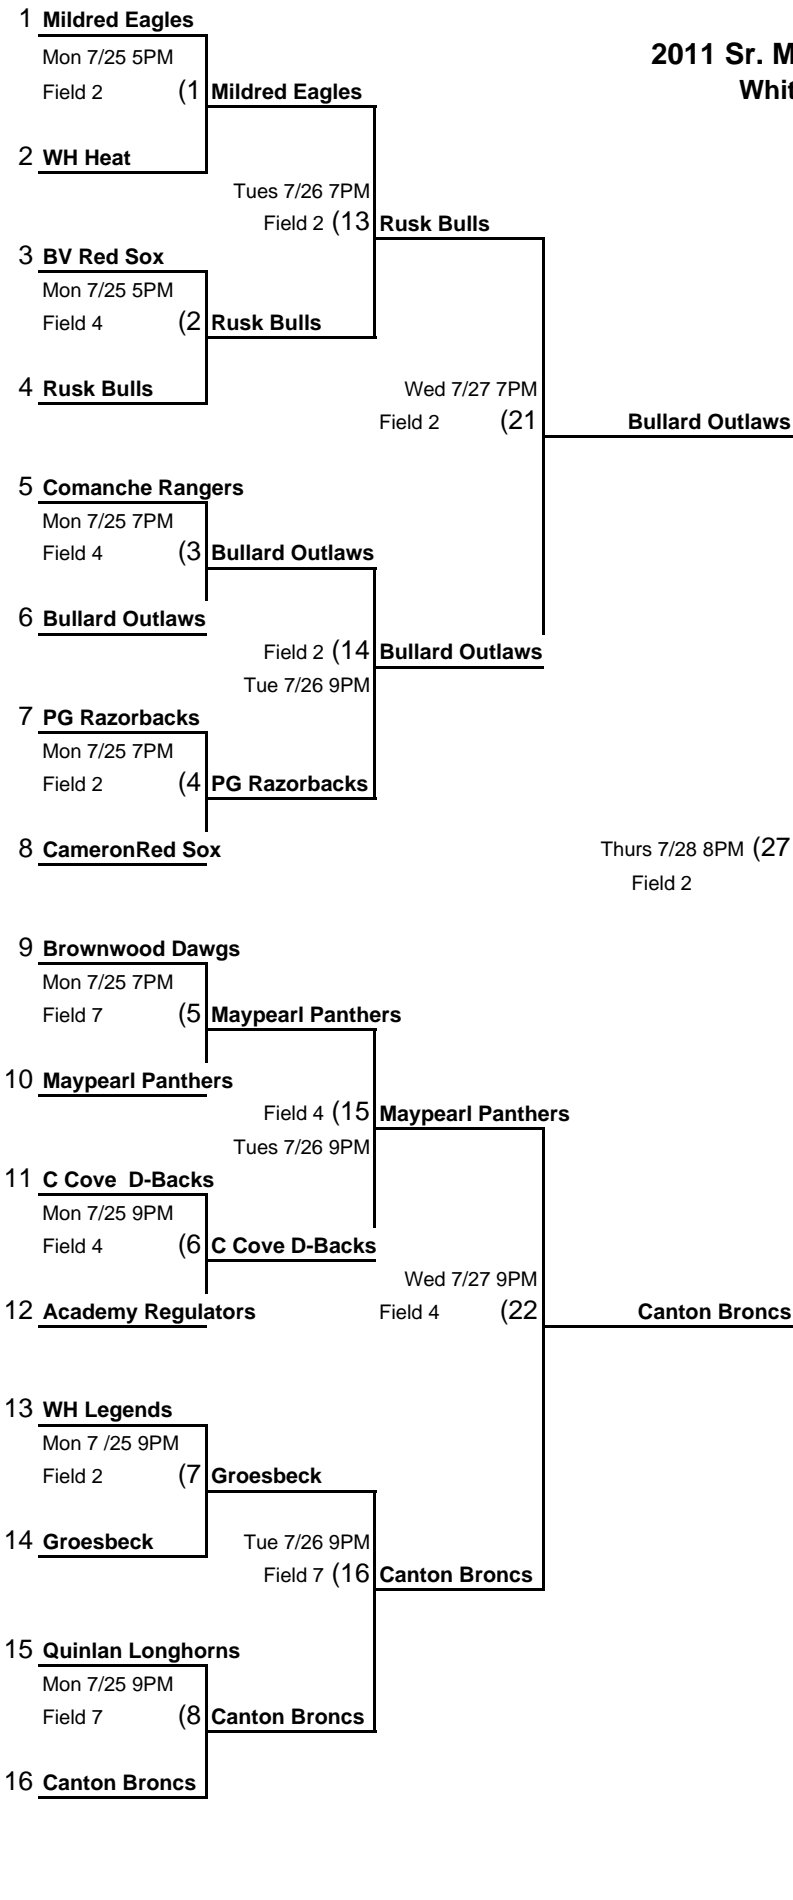 1 Mildred Eagles
Mon 7/25 5PM
2011 Sr. M
Field 2 (1 Mildred Eagles
Whit
2 WH Heat
Tues 7/26 7PM
Field 2 (13 Rusk Bulls
3 BV Red Sox
Mon 7/25 5PM
Field 4 (2 Rusk Bulls
4 Rusk Bulls
Wed 7/27 7PM
Field 2 (21 Bullard Outlaws
5 Comanche Rangers
Mon 7/25 7PM
Field 4 (3 Bullard Outlaws
6 Bullard Outlaws
Field 2 (14 Bullard Outlaws
Tue 7/26 9PM
7 PG Razorbacks
Mon 7/25 7PM
Field 2 (4 PG Razorbacks
8 CameronRed Sox
Thurs 7/28 8PM (27
Field 2
9 Brownwood Dawgs
Mon 7/25 7PM
Field 7 (5 Maypearl Panthers
10 Maypearl Panthers
Field 4 (15 Maypearl Panthers
Tues 7/26 9PM
11 C Cove  D-Backs
Mon 7/25 9PM
Field 4 (6 C Cove D-Backs
Wed 7/27 9PM
12 Academy Regulators
Field 4 (22 Canton Broncs
13 WH Legends
Mon 7 /25 9PM
Field 2 (7 Groesbeck
14 Groesbeck
Tue 7/26 9PM
Field 7 (16 Canton Broncs
15 Quinlan Longhorns
Mon 7/25 9PM
Field 7 (8 Canton Broncs
16 Canton Broncs